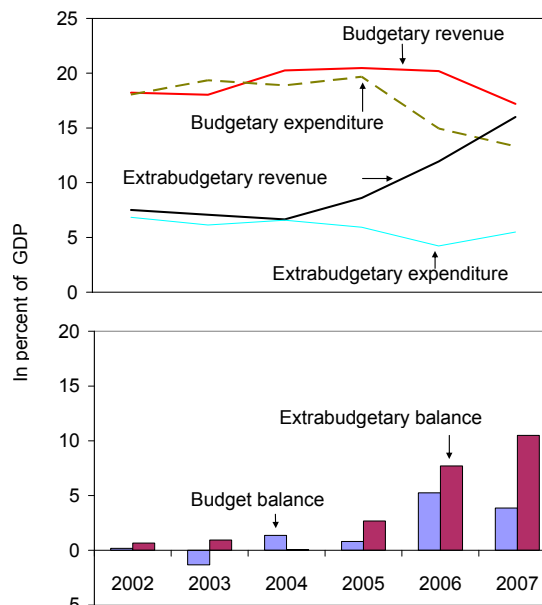 25
Budgetary revenue
20
15
Budgetary expenditure
Extrabudgetary revenue
10
5
Extrabudgetary expenditure
0
In percent of GDP
20
15
Extrabudgetary balance
10
5
Budget balance
0
2002 2003 2004 2005 2006 2007
5